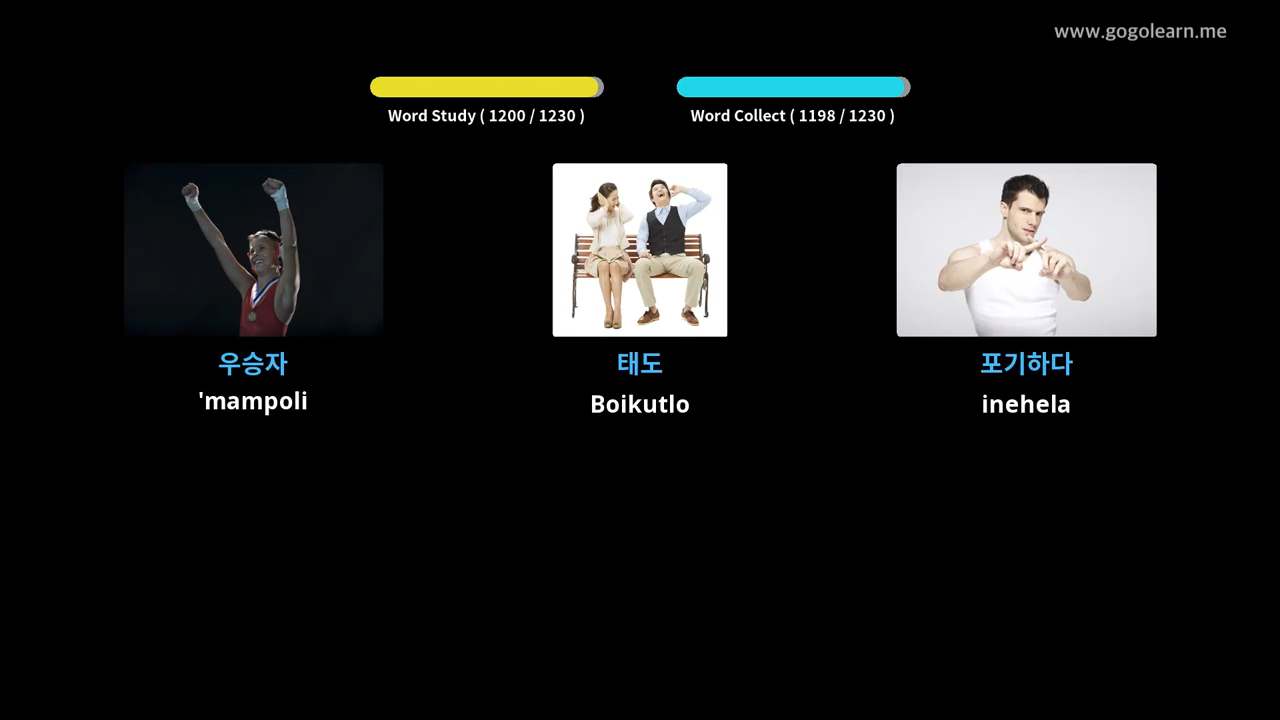 www.gogolearn.me
Word Study ( 1200 / 1230 )
Word Collect ( 1198 / 1230 )
우승자
태도
포기하다
'mampoli
Boikutlo
inehela